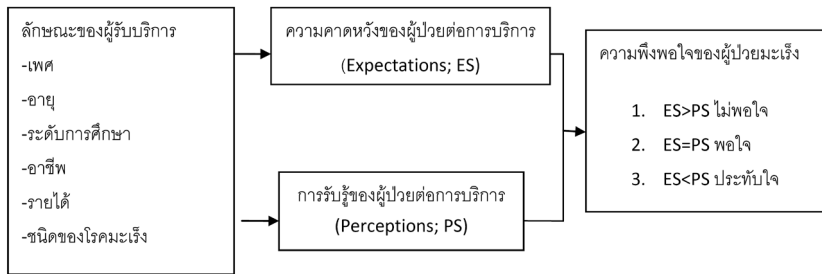 ลักษณะของผู้รับบริการ
-เพศ
-อายุ
-ระดับการศึกษา
-อาชีพ
-รายได้
-ชนิดของโรคมะเร็ง
ความคาดหวังของผู้ป่วยต่อการบริการ
(Expectations; ES)
การรับรู้ของผู้ป่วยต่อการบริการ
(Perceptions; PS)
ความพึงพอใจของผู้ป่วยมะเร็ง
1. ES>PS ไม่พอใจ
2. ES=PS พอใจ
3. ES<PS ประทับใจ